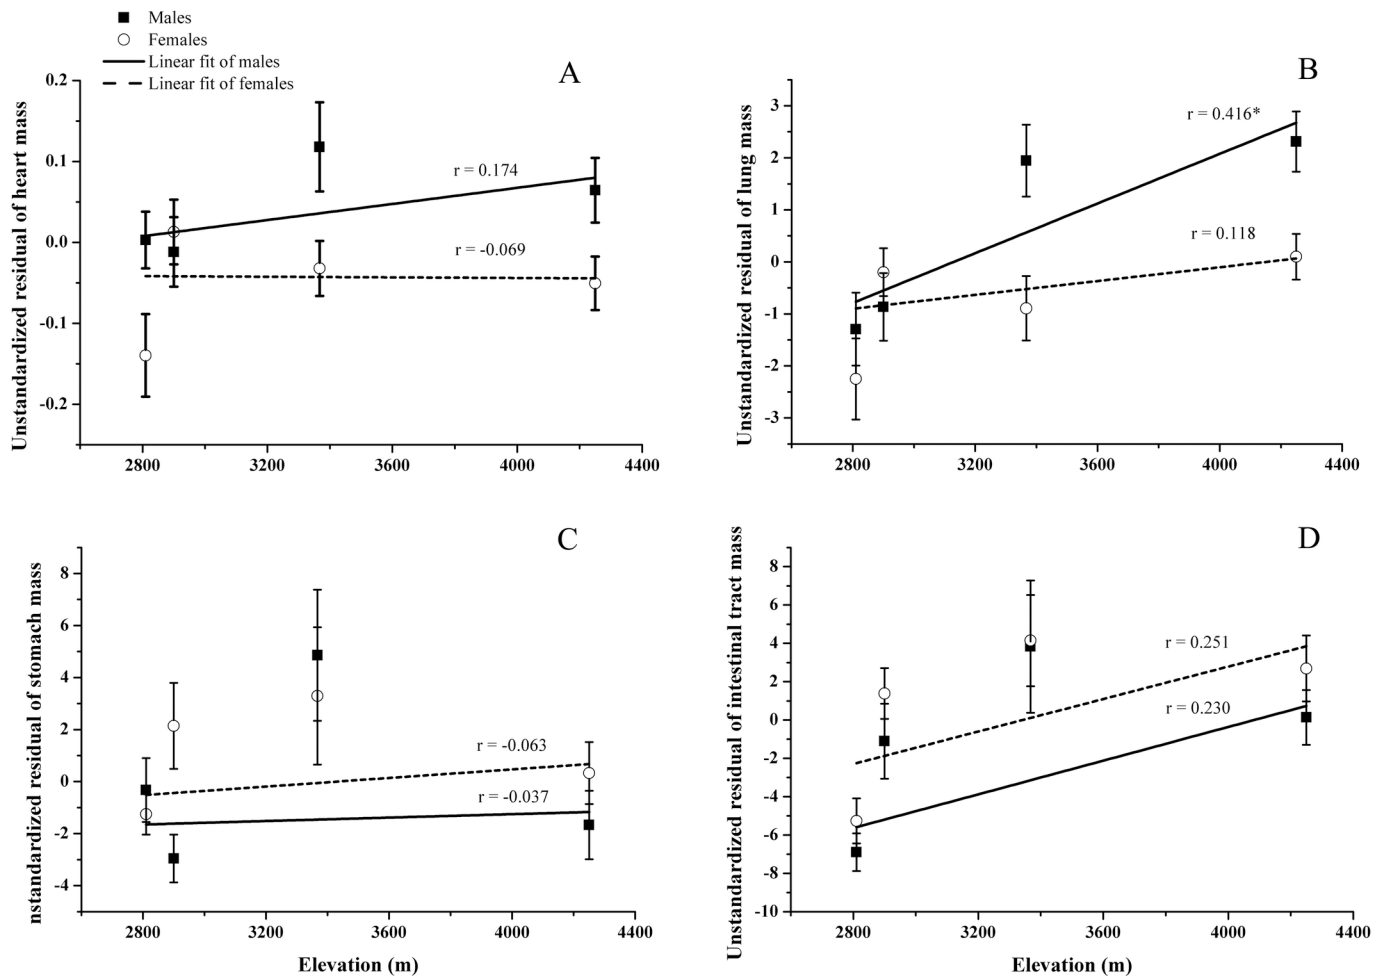 Males
Females
Linear fit of males
Linear fit of females
A
0.2
0.1
0.0
-0.1
-0.2
Unstandardized residual of heart mass
r = 0.174
r = -0.069
2800 3200 3600 4000 4400
B
3
2
1
0
-1
-2
-3
Unstandardized residual of lung mass
r = 0.416*
r = 0.118
2800 3200 3600 4000 4400
C
8
6
4
2
0
-2
-4
nstandardized residual of stomach mass
r = -0.063
r = -0.037
2800 3200 3600 4000 4400
Elevation (m)
D
8
6
4
2
0
-2
-4
-6
-8
-10
Unstandardized residual of intestinal tract mass
r = 0.251
r = 0.230
2800 3200 3600 4000 4400
Elevation (m)